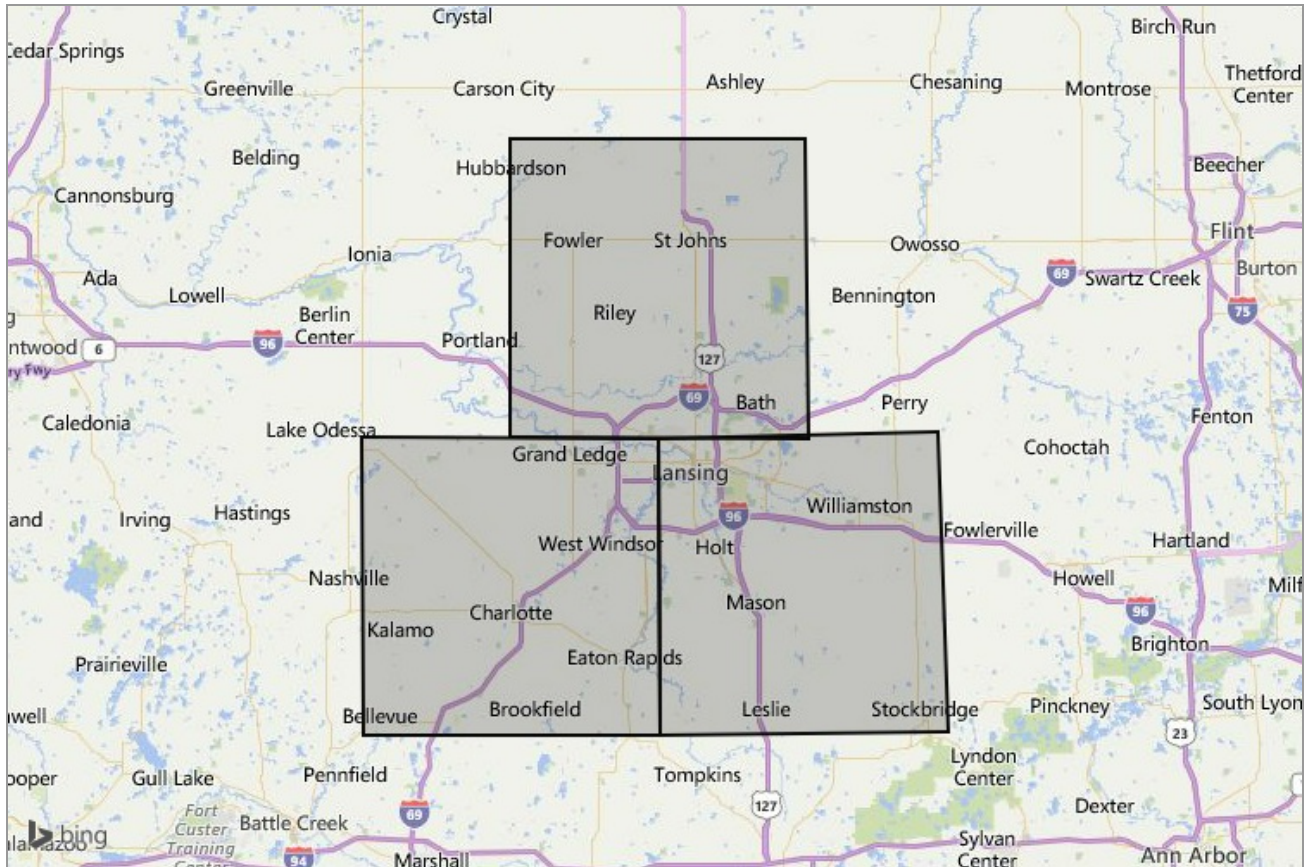 Crystal
Birch Run
Cedar Springs
Greenville
Carson City
Ashley
Chesaning
Montrose
Thetford
Center
Belding
Hubbardson
Beecher
Cannonsburg
Fowler
St Johns
Owosso
Flint
Ionia
Ada
Lowell
Bennington
69
Swartz Creek
Burton
Berlin
Center
Riley
75
96
Portland
127
ntwood
6
ry Fwy
69
Bath
Perry
Caledonia
Lake Odessa
Fenton
Grand Ledge
Lansing
Cohoctah
and
Irving
Hastings
96
Williamston
West Windsor
Holt
Fowlerville
Hartland
Nashville
Howell
Milf
Charlotte
Mason
96
Kalamo
Brighton
Prairieville
Eaton Rapids
well
Bellevue
Brookfield
Leslie
Stockbridge
Pinckney
South Lyon
23
ooper
Gull Lake
Pennfield
Tompkins
Lyndon
Center
Fort
Custer
Training
Center
69
127
Dexter
bing
Battle Creek
94
Marshall
Sylvan
Center
Ann Arbor